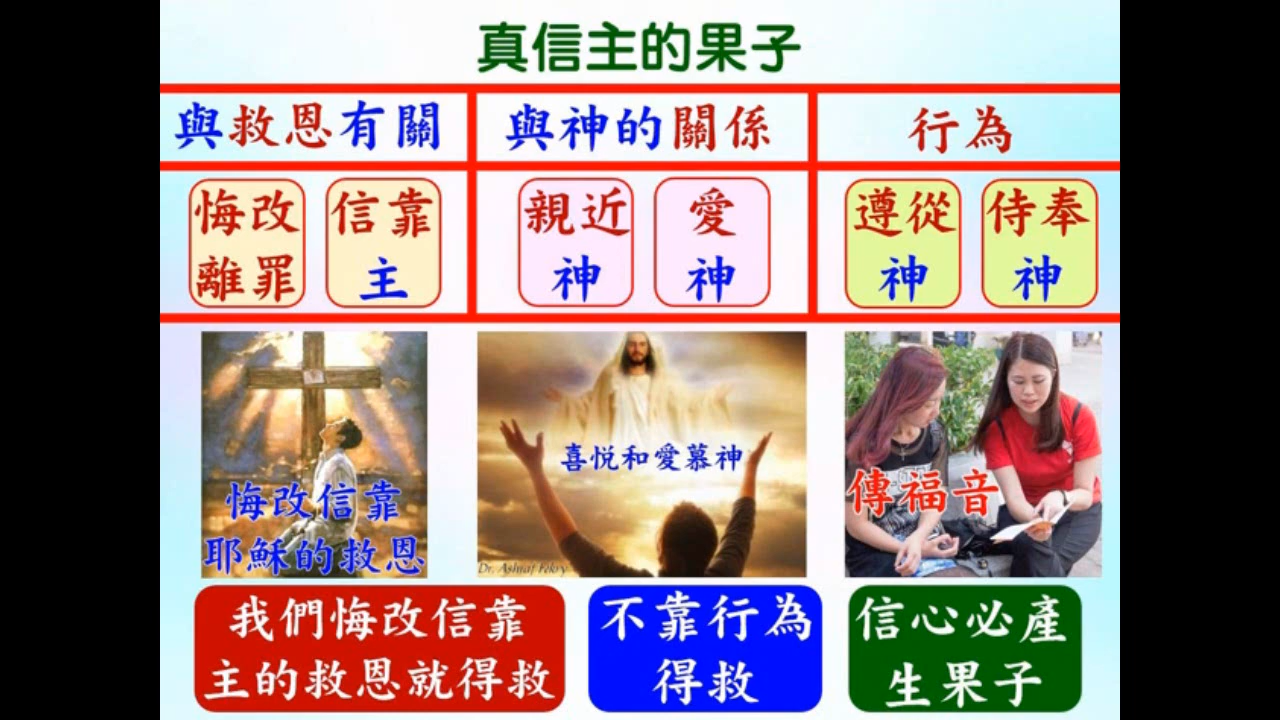 真信主的果子
與救恩有關
與神的關係
行為
悔改
離罪
信靠
主
親近
神
愛
神
遵從
神
侍奉
神
悔改信靠
耶穌的救恩
喜悅和愛慕神
Dr. Ashraf Fekry
傳福音
我們悔改信靠
主的救恩就得救
不靠行為
得救
信心必產
生果子